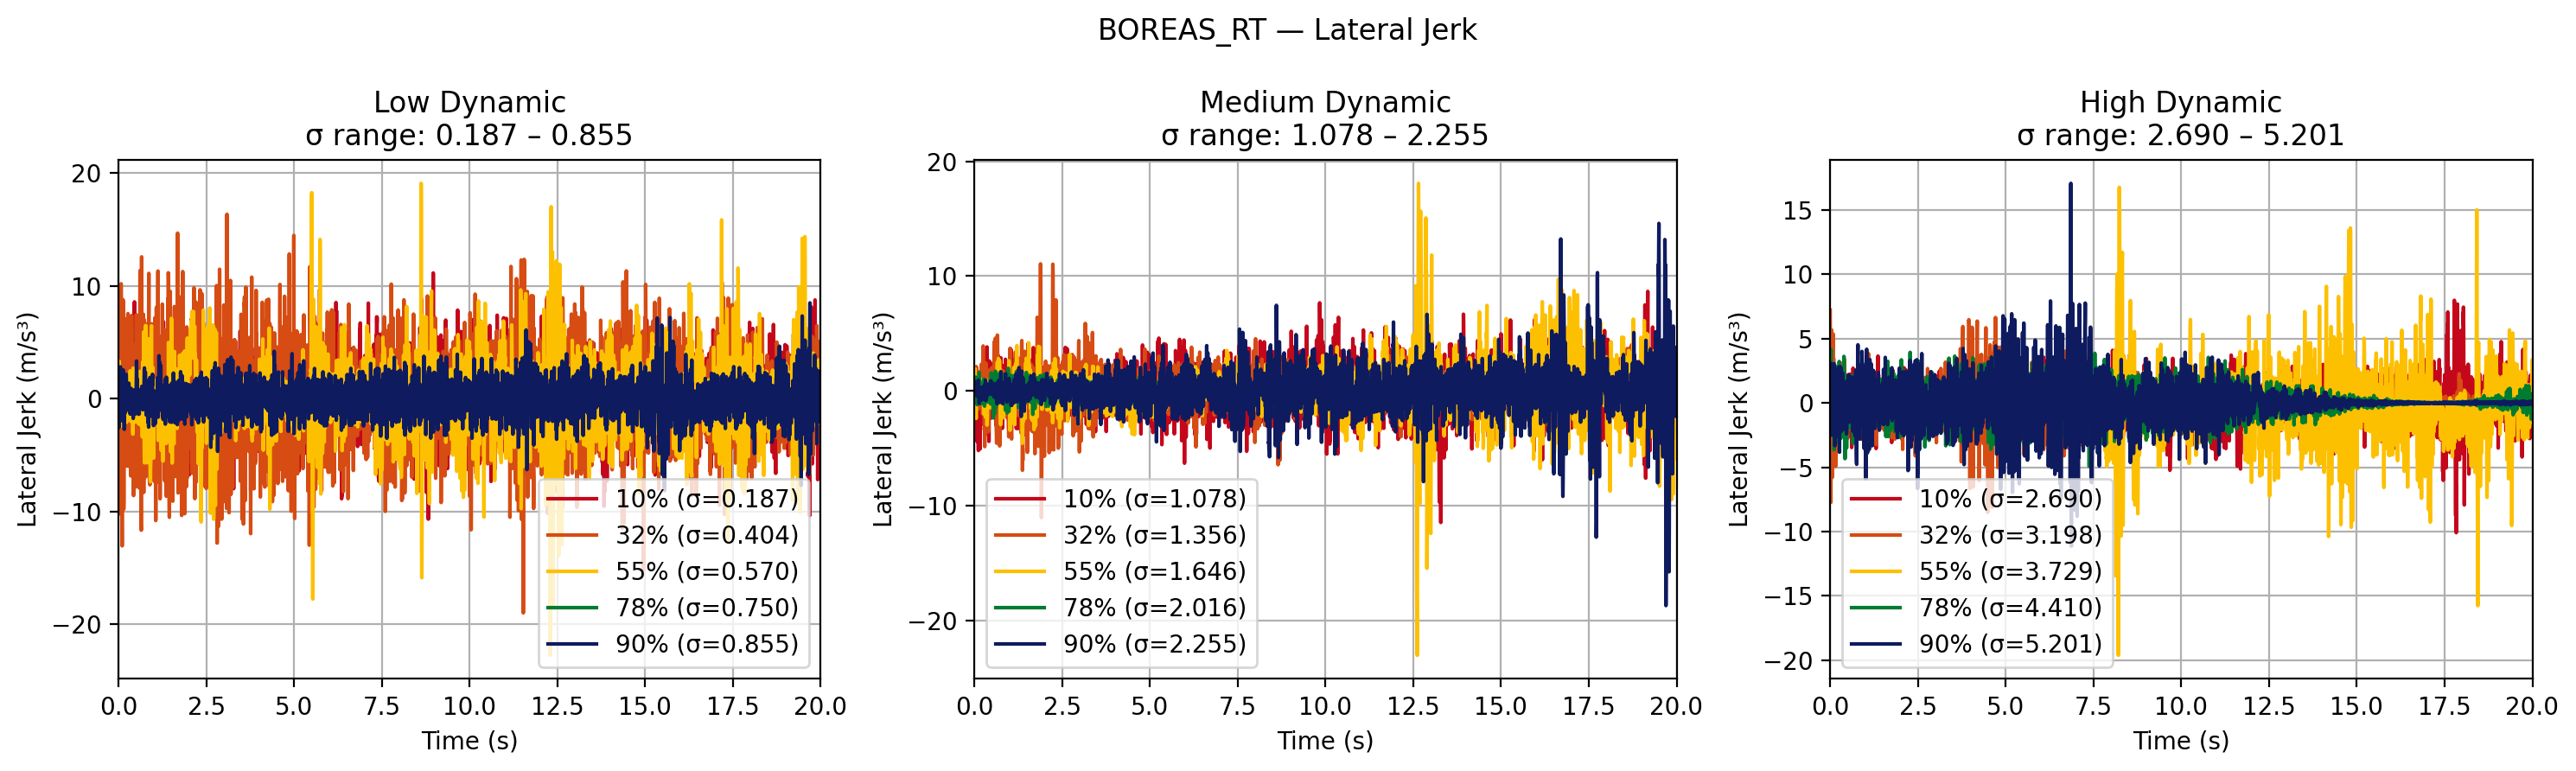 BOREAS_RT — Lateral Jerk
Low Dynamic
σ range: 0.187 – 0.855
20
10
0
−10
−20
Lateral Jerk (m/s³)
10% (σ=0.187)
32% (σ=0.404)
55% (σ=0.570)
78% (σ=0.750)
90% (σ=0.855)
0.0 2.5 5.0 7.5 10.0 12.5 15.0 17.5 20.0
Time (s)
Medium Dynamic
σ range: 1.078 – 2.255
20
10
0
−10
−20
Lateral Jerk (m/s³)
10% (σ=1.078)
32% (σ=1.356)
55% (σ=1.646)
78% (σ=2.016)
90% (σ=2.255)
0.0 2.5 5.0 7.5 10.0 12.5 15.0 17.5 20.0
Time (s)
High Dynamic
σ range: 2.690 – 5.201
15
10
5
0
−5
−10
−15
−20
Lateral Jerk (m/s³)
10% (σ=2.690)
32% (σ=3.198)
55% (σ=3.729)
78% (σ=4.410)
90% (σ=5.201)
0.0 2.5 5.0 7.5 10.0 12.5 15.0 17.5 20.0
Time (s)